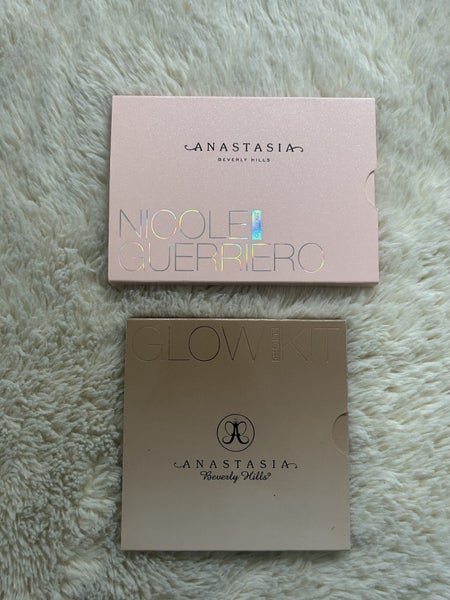 ANASTASIA
BEVERLY HILLS
NICOLE
GUERRIERO
GLOW KIT
ANASTASIA
Beverly Hills®